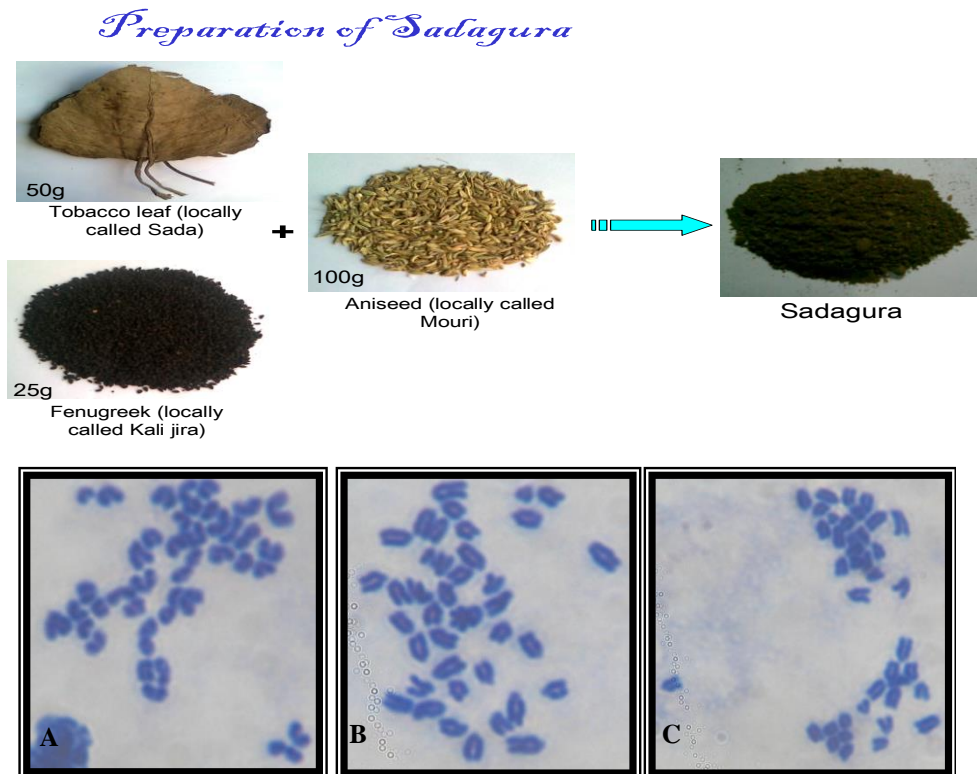 Preparation of Sadagura
50g
Tobacco leaf (locally
called Sada)
+
100g
Aniseed (locally called
Mouri)
Sadagura
25g
Fenugreek (locally
called Kali jira)
A
B
C